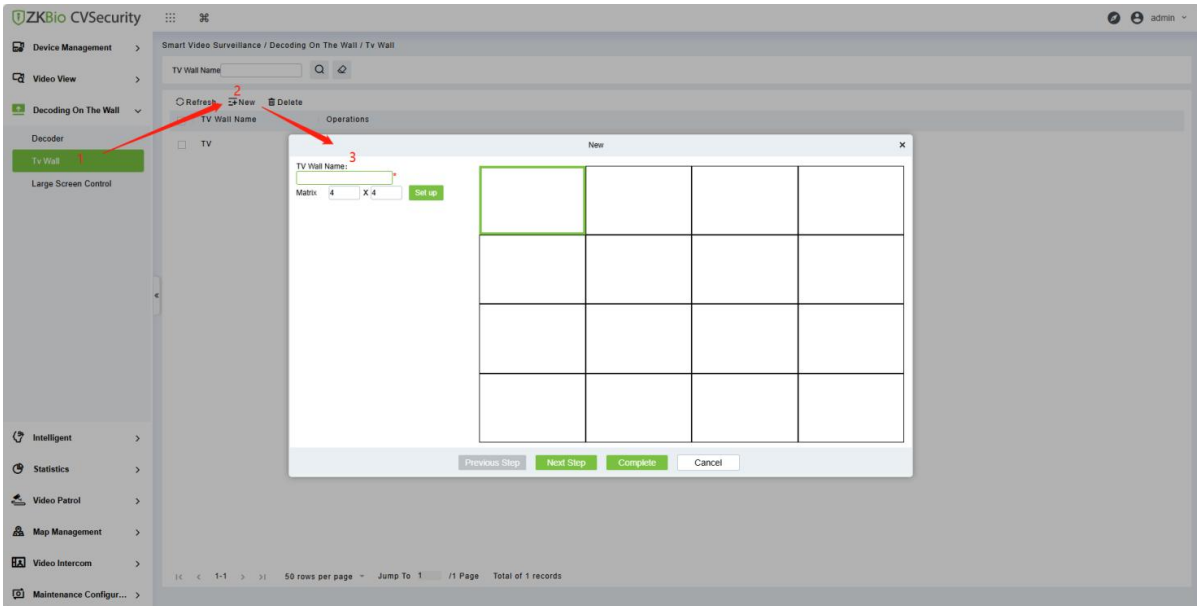 ZKBio CVSecurity
admin
Device Management
Video View
Decoding On The Wall
Decoder
Tv Wall 1
Large Screen Control
Intelligent
Statistics
Video Patrol
Map Management
Video Intercom
Maintenance Configur...
Smart Video Surveillance / Decoding On The Wall / Tv Wall
TV Wall Name
2
Refresh New Delete
TV Wall Name Operations
TV
New
3
TV Wall Name: *
Matrix 4 X 4 Set up
Previous Step Next Step Complete Cancel
1-1 50 rows per page Jump To 1 /1 Page Total of 1 records